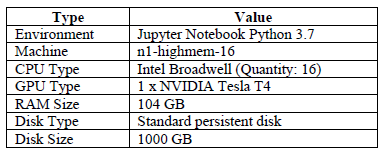 Type Value
Environment Jupyter Notebook Python 3.7
Machine n1-highmem-16
CPU Type Intel Broadwell (Quantity: 16)
GPU Type 1 x NVIDIA Tesla T4
RAM Size 104 GB
Disk Type Standard persistent disk
Disk Size 1000 GB